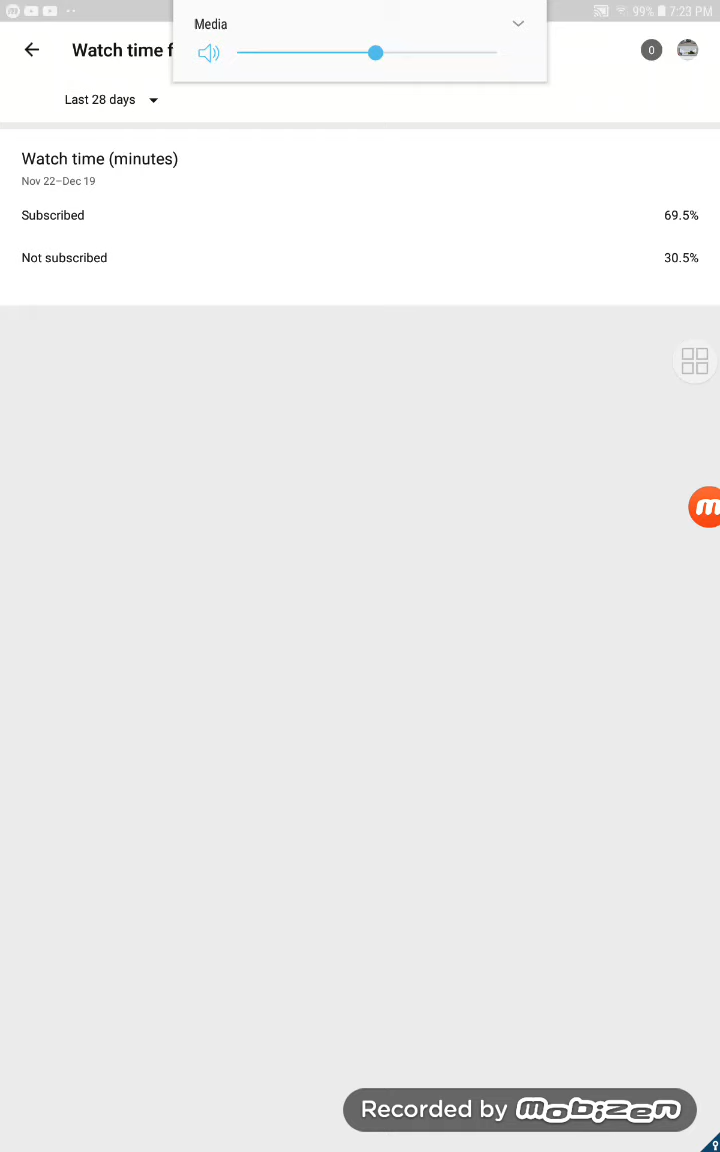 Media
99% 7:23 PM
Watch time f
0
Last 28 days
Watch time (minutes)
Nov 22–Dec 19
Subscribed 69.5%
Not subscribed 30.5%
m
Recorded by mobizen